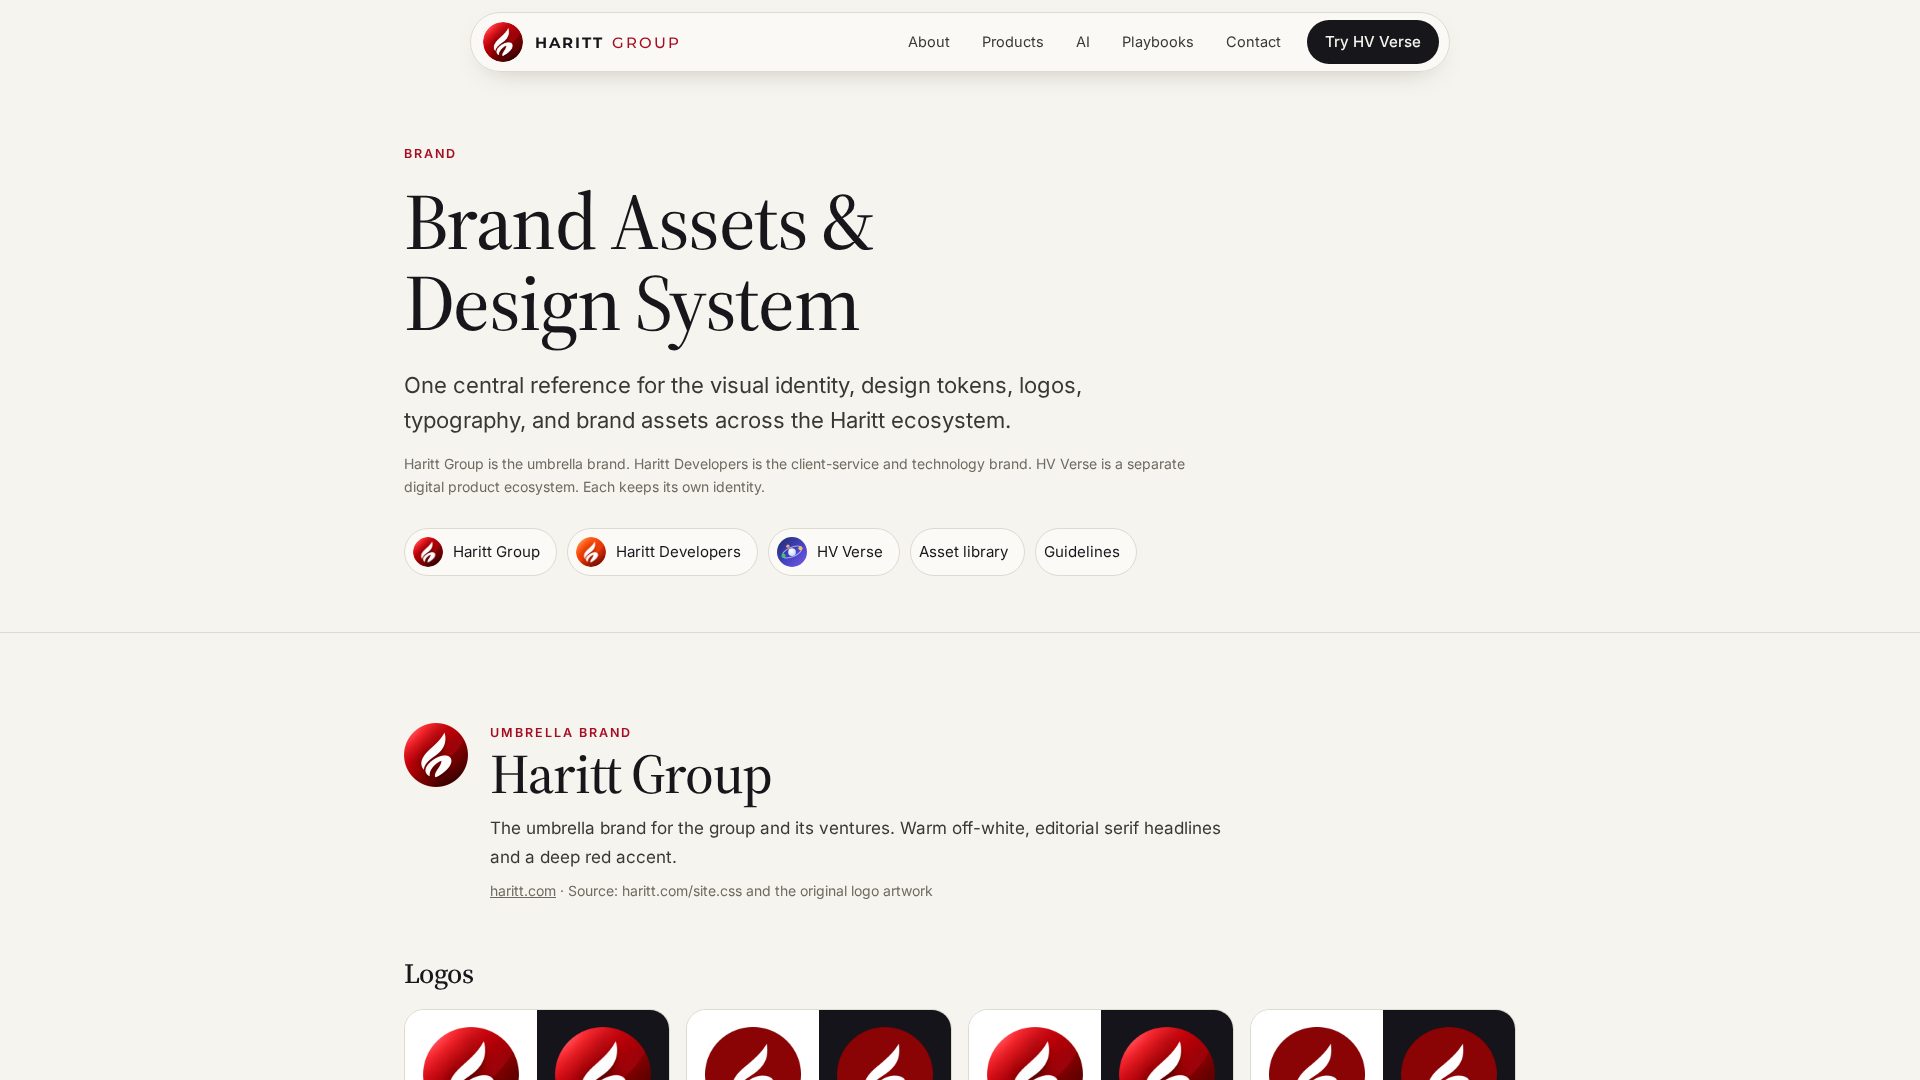 HARITT GROUP
About
Products
AI
Playbooks
Contact
Try HV Verse
BRAND
Brand Assets &
Design System
One central reference for the visual identity, design tokens, logos,
typography, and brand assets across the Haritt ecosystem.
Haritt Group is the umbrella brand. Haritt Developers is the client-service and technology brand. HV Verse is a separate
digital product ecosystem. Each keeps its own identity.
Haritt Group
Haritt Developers
HV Verse
Asset library
Guidelines
UMBRELLA BRAND
Haritt Group
The umbrella brand for the group and its ventures. Warm off-white, editorial serif headlines
and a deep red accent.
haritt.com · Source: haritt.com/site.css and the original logo artwork
Logos